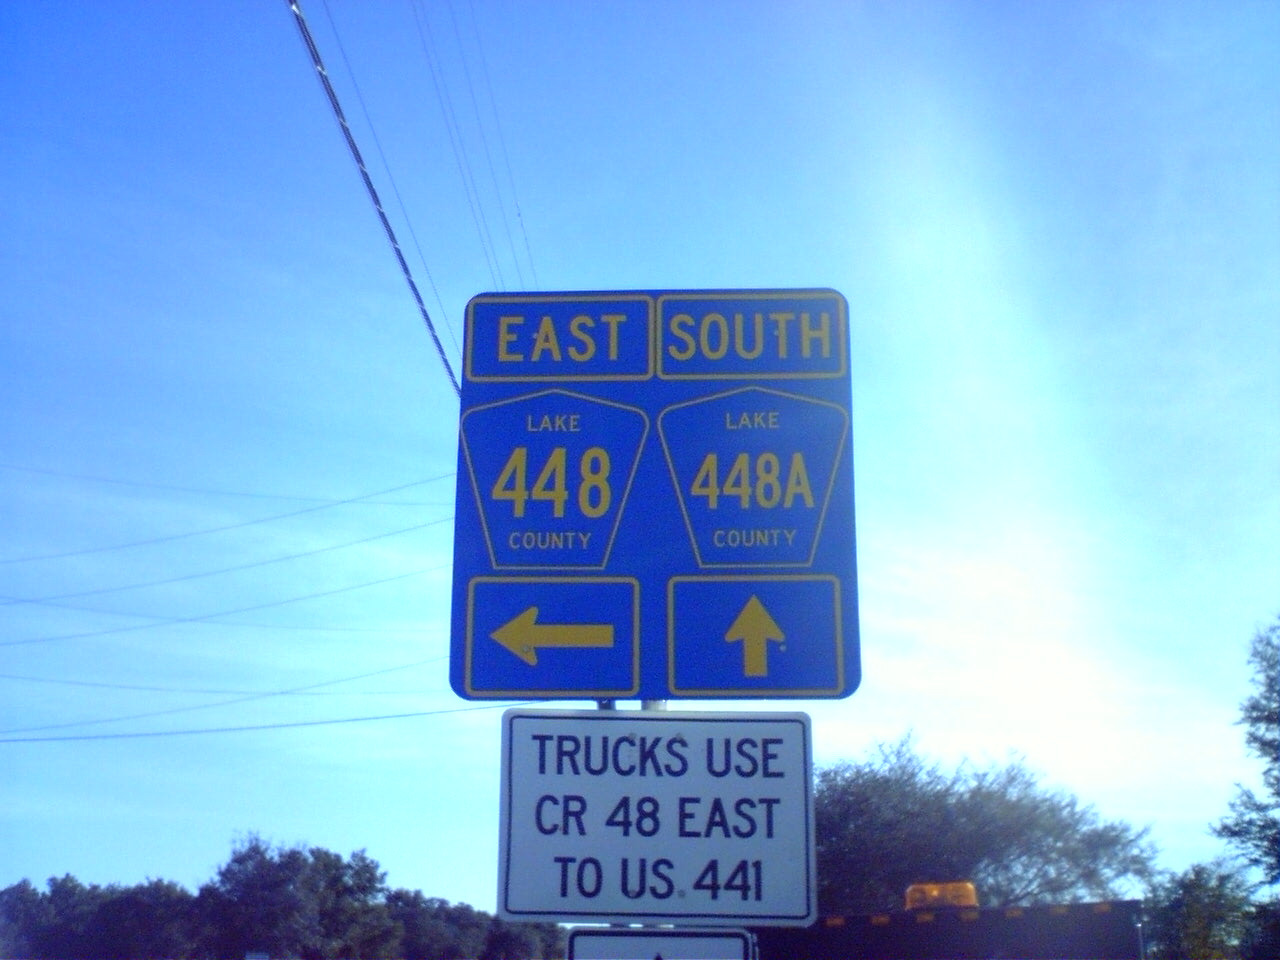 EAST SOUTH
LAKE
448
COUNTY
LAKE
448A
COUNTY
TRUCKS USE
CR 48 EAST
TO US 441